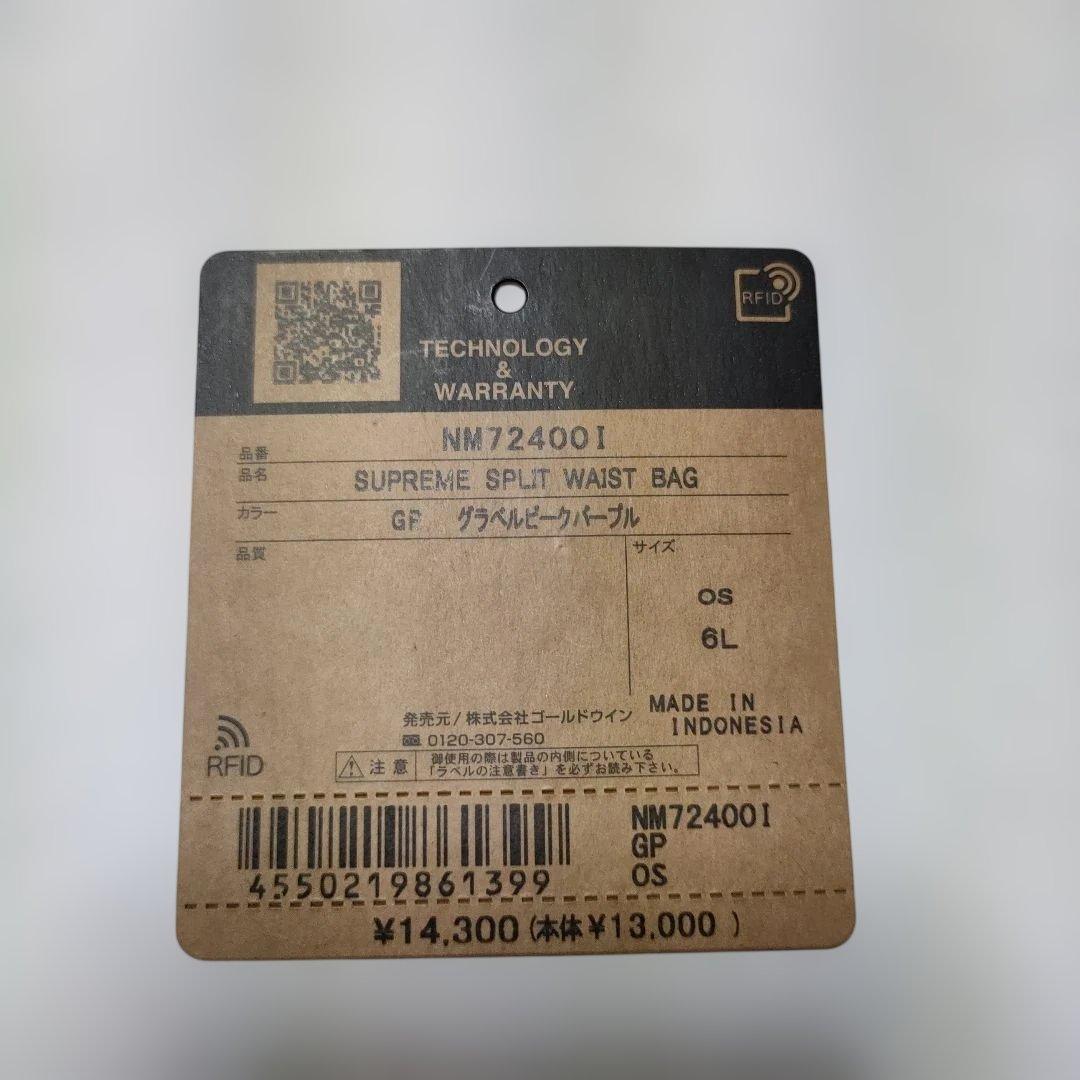 RFID
TECHNOLOGY
&
WARRANTY
品番 NM72400I
品名 SUPREME SPLIT WAIST BAG
カラー GP グラベルピークパープル
品質 サイズ
OS
6L
MADE IN
INDONESIA
発売元/株式会社ゴールドウイン
0120-307-560
RFID
注意 御使用の際は製品の内側についている
「ラベルの注意書き」を必ずお読み下さい。
NM72400I
GP
OS
4550219861399
¥14,300(本体¥13,000 )